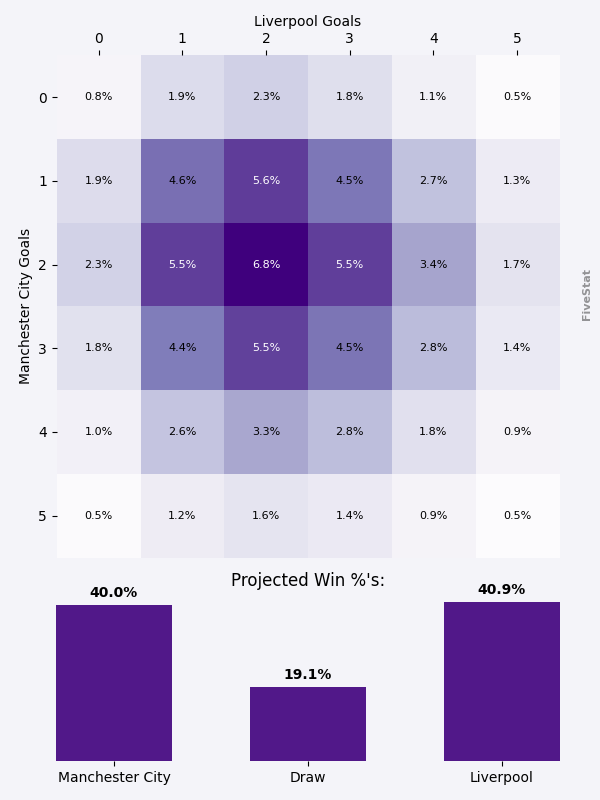 Liverpool Goals
0 1 2 3 4 5
Manchester City Goals
0 0.8% 1.9% 2.3% 1.8% 1.1% 0.5%
1 1.9% 4.6% 5.6% 4.5% 2.7% 1.3%
2 2.3% 5.5% 6.8% 5.5% 3.4% 1.7%
3 1.8% 4.4% 5.5% 4.5% 2.8% 1.4%
4 1.0% 2.6% 3.3% 2.8% 1.8% 0.9%
5 0.5% 1.2% 1.6% 1.4% 0.9% 0.5%
FiveStat
Projected Win %'s:
40.0% 19.1% 40.9%
Manchester City Draw Liverpool